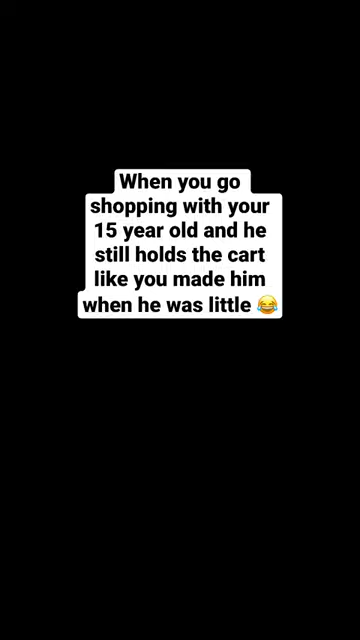 When you go
shopping with your
15 year old and he
still holds the cart
like you made him
when he was little 😂